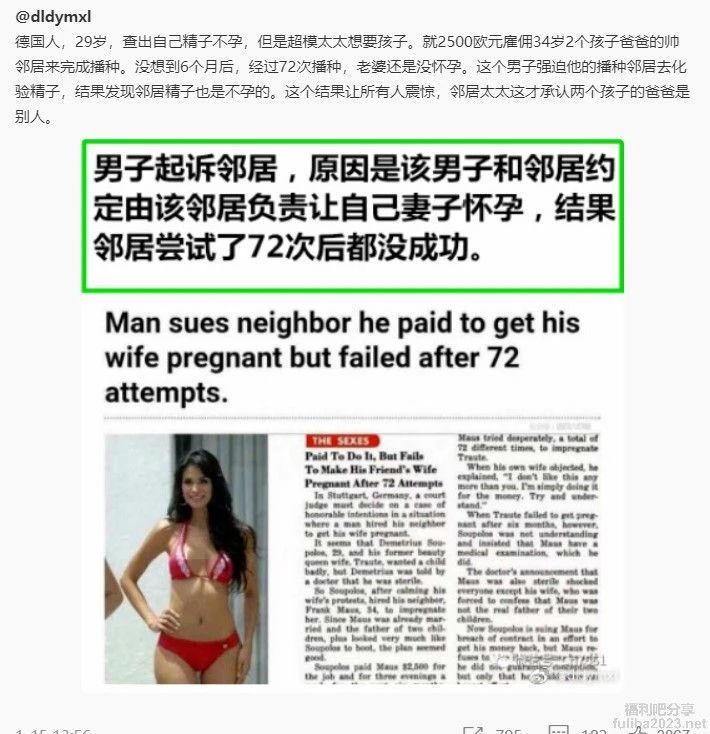 @dldymxl
德国人，29岁，查出自己精子不孕，但是超模太太想要孩子。就2500欧元雇佣34岁2个孩子爸爸的帅
邻居来完成播种。没想到6个月后，经过72次播种，老婆还是没怀孕。这个男子强迫他的播种邻居去化
验精子，结果发现邻居精子也是不孕的。这个结果让所有人震惊，邻居太太这才承认两个孩子的爸爸是
别人。
男子起诉邻居，原因是该男子和邻居约
定由该邻居负责让自己妻子怀孕，结果
邻居尝试了72次后都没成功。
Man sues neighbor he paid to get his
wife pregnant but failed after 72
attempts.
THE SEXES
Paid To Do It, But Fails
To Make His Friend's Wife
Pregnant After 72 Attempts
In Stuttgart, Germany, a court
judge must decide on a case of
honorable intentions in a situation
where a man hired his neighbor
to get his wife pregnant.
It seems that Demetrius Sou-
polos, 29, and his former beauty
queen wife, Traute, wanted a child
badly, but Demetrius was told by
a doctor that he was sterile.
So Soupolos, after calming his
wife's protests, hired his neighbor,
Frank Maus, 34, to impregnate
her. Since Maus was already mar-
ried and the father of two chil-
dren, plus looked very much like
Soupolos to boot, the plan seemed
good.
Soupolos paid Maus $2,500 for
the job and for three evenings a
Maus tried desperately, a total of
72 different times, to impregnate
Traute.
When his own wife objected, he
explained, "I don't like this any
more than you. I'm simply doing it
for the money. Try and under-
stand."
When Traute failed to get preg-
nant after six months, however,
Soupolos was not understanding
and insisted that Maus have a
medical examination, which he
did.
The doctor's announcement that
Maus was also sterile shocked
everyone except his wife, who was
forced to confess that Maus was
not the real father of their two
children.
Now Soupolos is suing Maus for
breach of contract in an effort to
get his money back, but Maus re-
fuses to
he did not guarantee conception,
but only that he
福利吧分享
fuliba2023.net